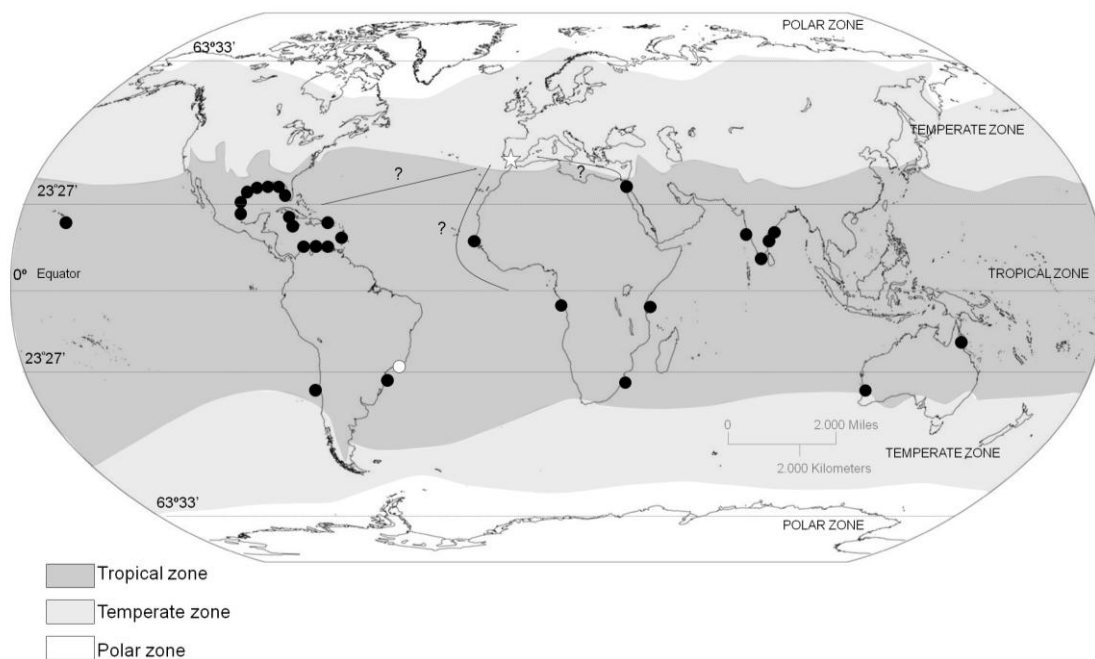 POLAR ZONE
63º33'
TEMPERATE ZONE
?
?
23º27'
?
0º Equator
TROPICAL ZONE
23º27'
0 2.000 Miles
2.000 Kilometers
TEMPERATE ZONE
63º33'
POLAR ZONE
Tropical zone
Temperate zone
Polar zone